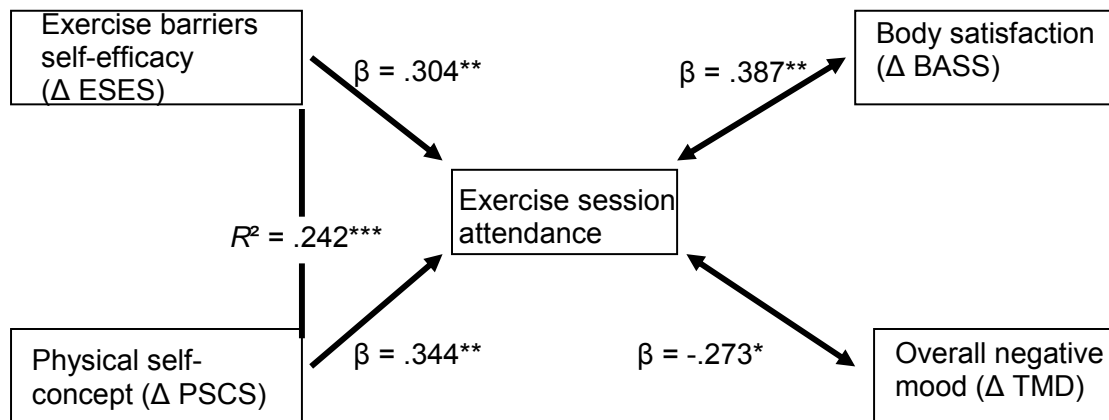 Exercise barriers
self-efficacy
(Δ ESES)
β = .304**
β = .387**
Body satisfaction
(Δ BASS)
Exercise session
attendance
R² = .242***
Physical self-
concept (Δ PSCS)
β = .344**
β = -.273*
Overall negative
mood (Δ TMD)